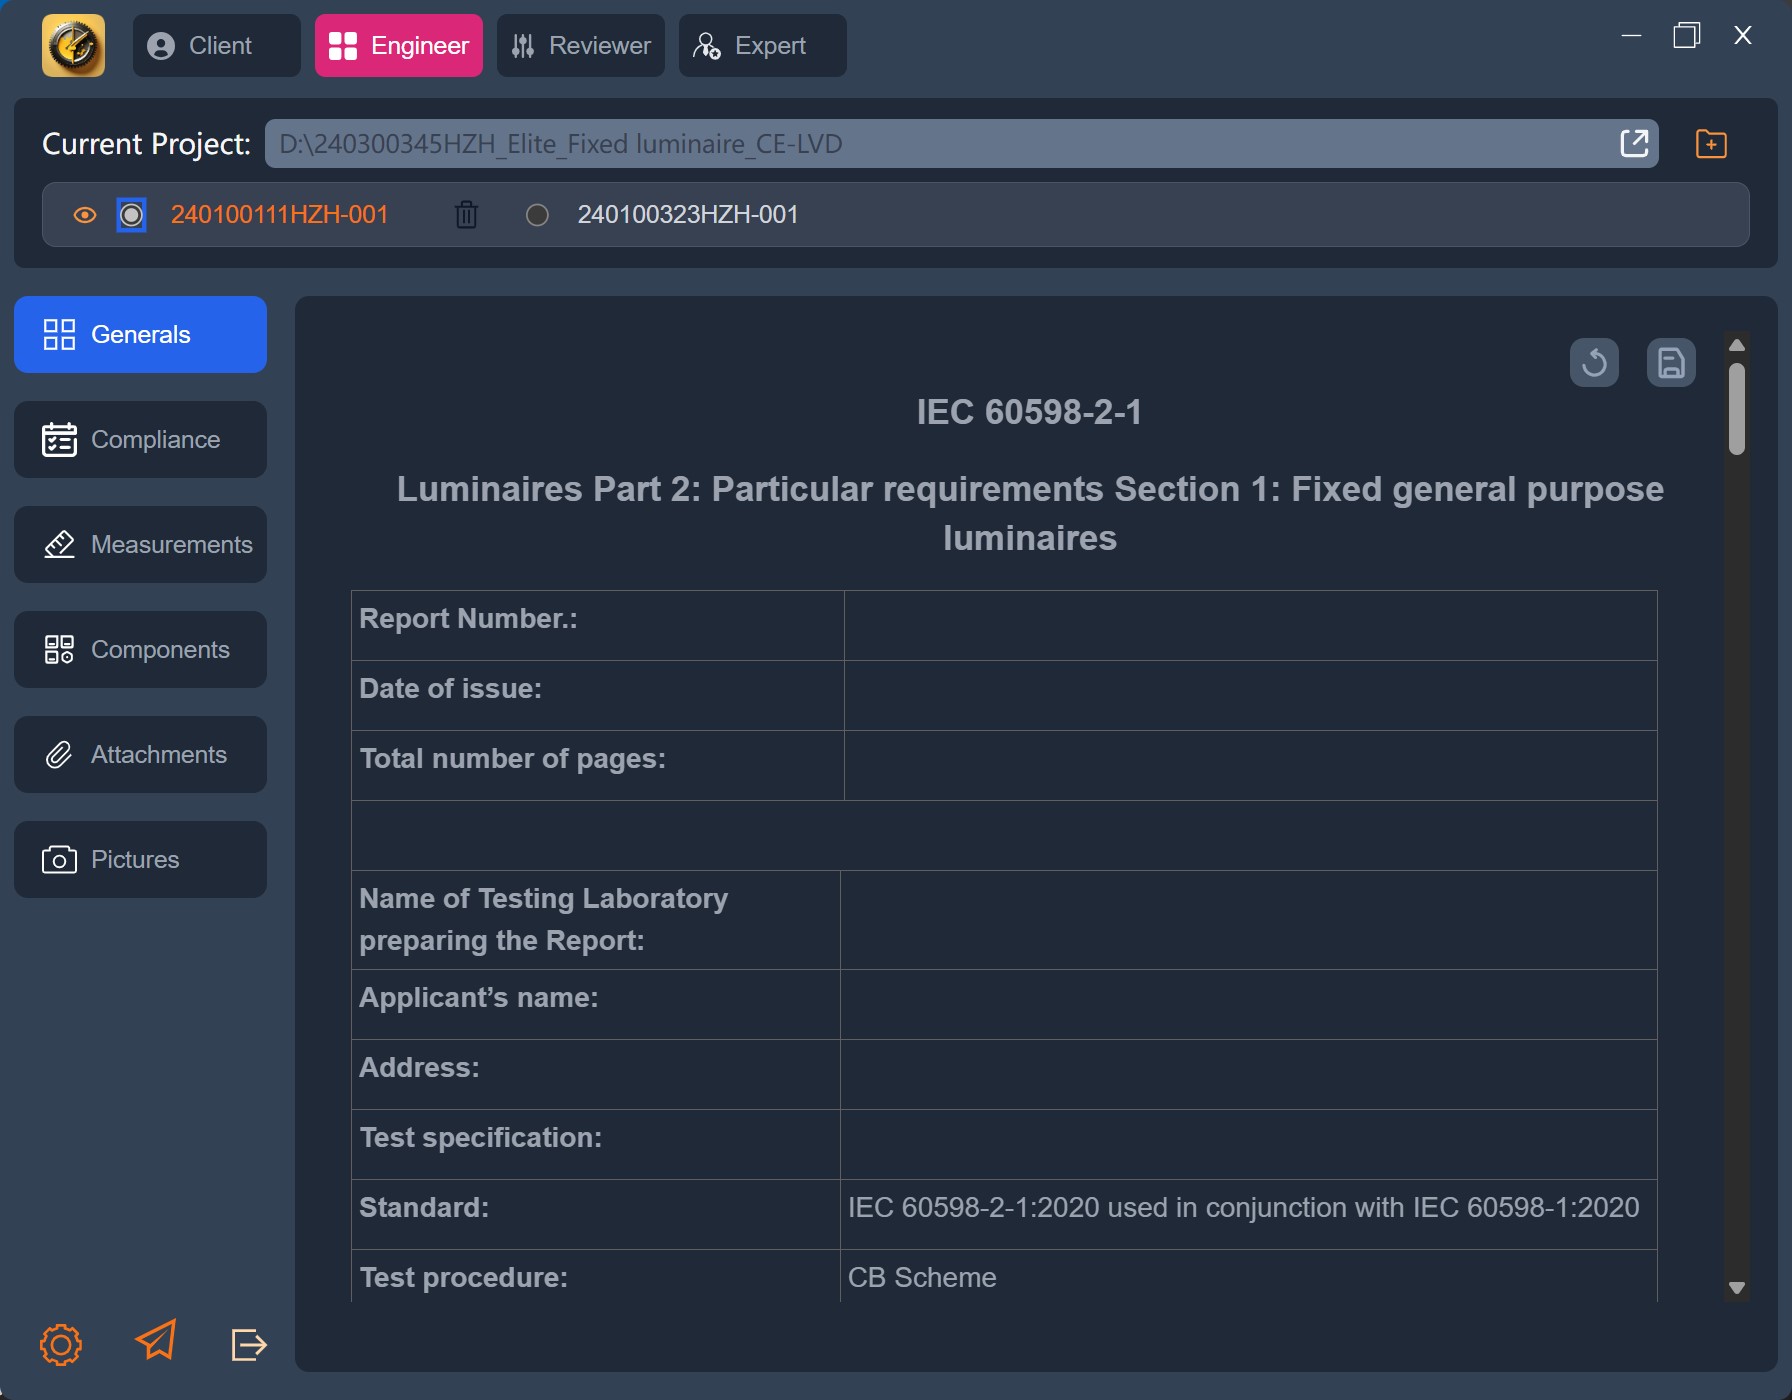 Client
Engineer
Reviewer
Expert
X
Current Project:
D:\240300345HZH_Elite_Fixed luminaire_CE-LVD
240100111HZH-001
240100323HZH-001
Generals
Compliance
Measurements
Components
Attachments
Pictures
IEC 60598-2-1
Luminaires Part 2: Particular requirements Section 1: Fixed general purpose
luminaires
Report Number.:
Date of issue:
Total number of pages:
Name of Testing Laboratory
preparing the Report:
Applicant’s name:
Address:
Test specification:
Standard:
IEC 60598-2-1:2020 used in conjunction with IEC 60598-1:2020
Test procedure:
CB Scheme